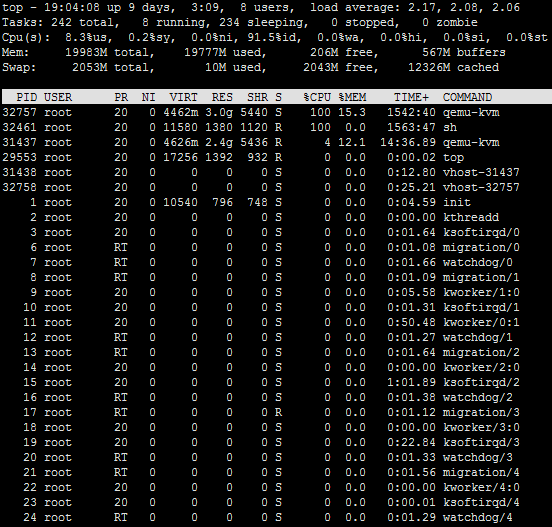 top - 19:04:08 up 9 days,  3:09,  8 users,  load average: 2.17, 2.08, 2.06
Tasks: 242 total,   8 running, 234 sleeping,   0 stopped,   0 zombie
Cpu(s):  8.3%us,  0.2%sy,  0.0%ni, 91.5%id,  0.0%wa,  0.0%hi,  0.0%si,  0.0%st
Mem:     19983M total,    19777M used,      206M free,      567M buffers
Swap:     2053M total,       10M used,     2043M free,    12326M cached
PID USER      PR  NI  VIRT  RES  SHR S   %CPU %MEM    TIME+  COMMAND
32757 root      20   0 4462m 3.0g 5440 S    100 15.3   1542:40 qemu-kvm
32461 root      20   0 11580 1380 1120 R    100  0.0   1563:47 sh
31437 root      20   0 4626m 2.4g 5436 R      4 12.1  14:36.89 qemu-kvm
29553 root      20   0 17256 1392  932 R      0  0.0   0:00.02 top
31438 root      20   0     0    0    0 S      0  0.0   0:12.80 vhost-31437
32758 root      20   0     0    0    0 S      0  0.0   0:25.21 vhost-32757
1 root      20   0 10540  796  748 S      0  0.0   0:04.59 init
2 root      20   0     0    0    0 S      0  0.0   0:00.00 kthreadd
3 root      20   0     0    0    0 S      0  0.0   0:01.64 ksoftirqd/0
6 root      RT   0     0    0    0 S      0  0.0   0:01.08 migration/0
7 root      RT   0     0    0    0 S      0  0.0   0:01.66 watchdog/0
8 root      RT   0     0    0    0 S      0  0.0   0:01.09 migration/1
9 root      20   0     0    0    0 S      0  0.0   0:05.58 kworker/1:0
10 root      20   0     0    0    0 S      0  0.0   0:01.31 ksoftirqd/1
11 root      20   0     0    0    0 S      0  0.0   0:50.48 kworker/0:1
12 root      RT   0     0    0    0 S      0  0.0   0:01.27 watchdog/1
13 root      RT   0     0    0    0 S      0  0.0   0:01.64 migration/2
14 root      20   0     0    0    0 S      0  0.0   0:00.00 kworker/2:0
15 root      20   0     0    0    0 S      0  0.0   1:01.89 ksoftirqd/2
16 root      RT   0     0    0    0 S      0  0.0   0:01.38 watchdog/2
17 root      RT   0     0    0    0 R      0  0.0   0:01.12 migration/3
18 root      20   0     0    0    0 S      0  0.0   0:00.00 kworker/3:0
19 root      20   0     0    0    0 S      0  0.0   0:22.84 ksoftirqd/3
20 root      RT   0     0    0    0 S      0  0.0   0:01.33 watchdog/3
21 root      RT   0     0    0    0 S      0  0.0   0:01.56 migration/4
22 root      20   0     0    0    0 S      0  0.0   0:00.00 kworker/4:0
23 root      20   0     0    0    0 S      0  0.0   0:00.01 ksoftirqd/4
24 root      RT   0     0    0    0 S      0  0.0   0:01.29 watchdog/4